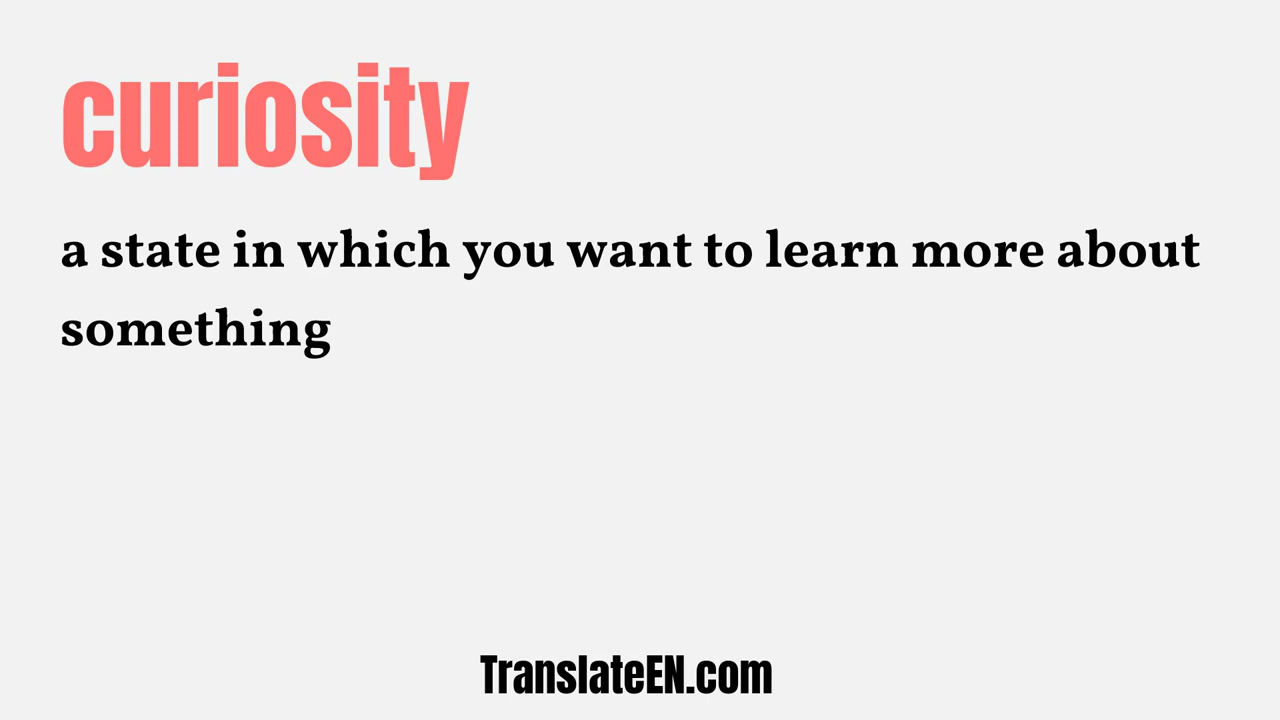 curiosity
a state in which you want to learn more about
something
TranslateEN.com